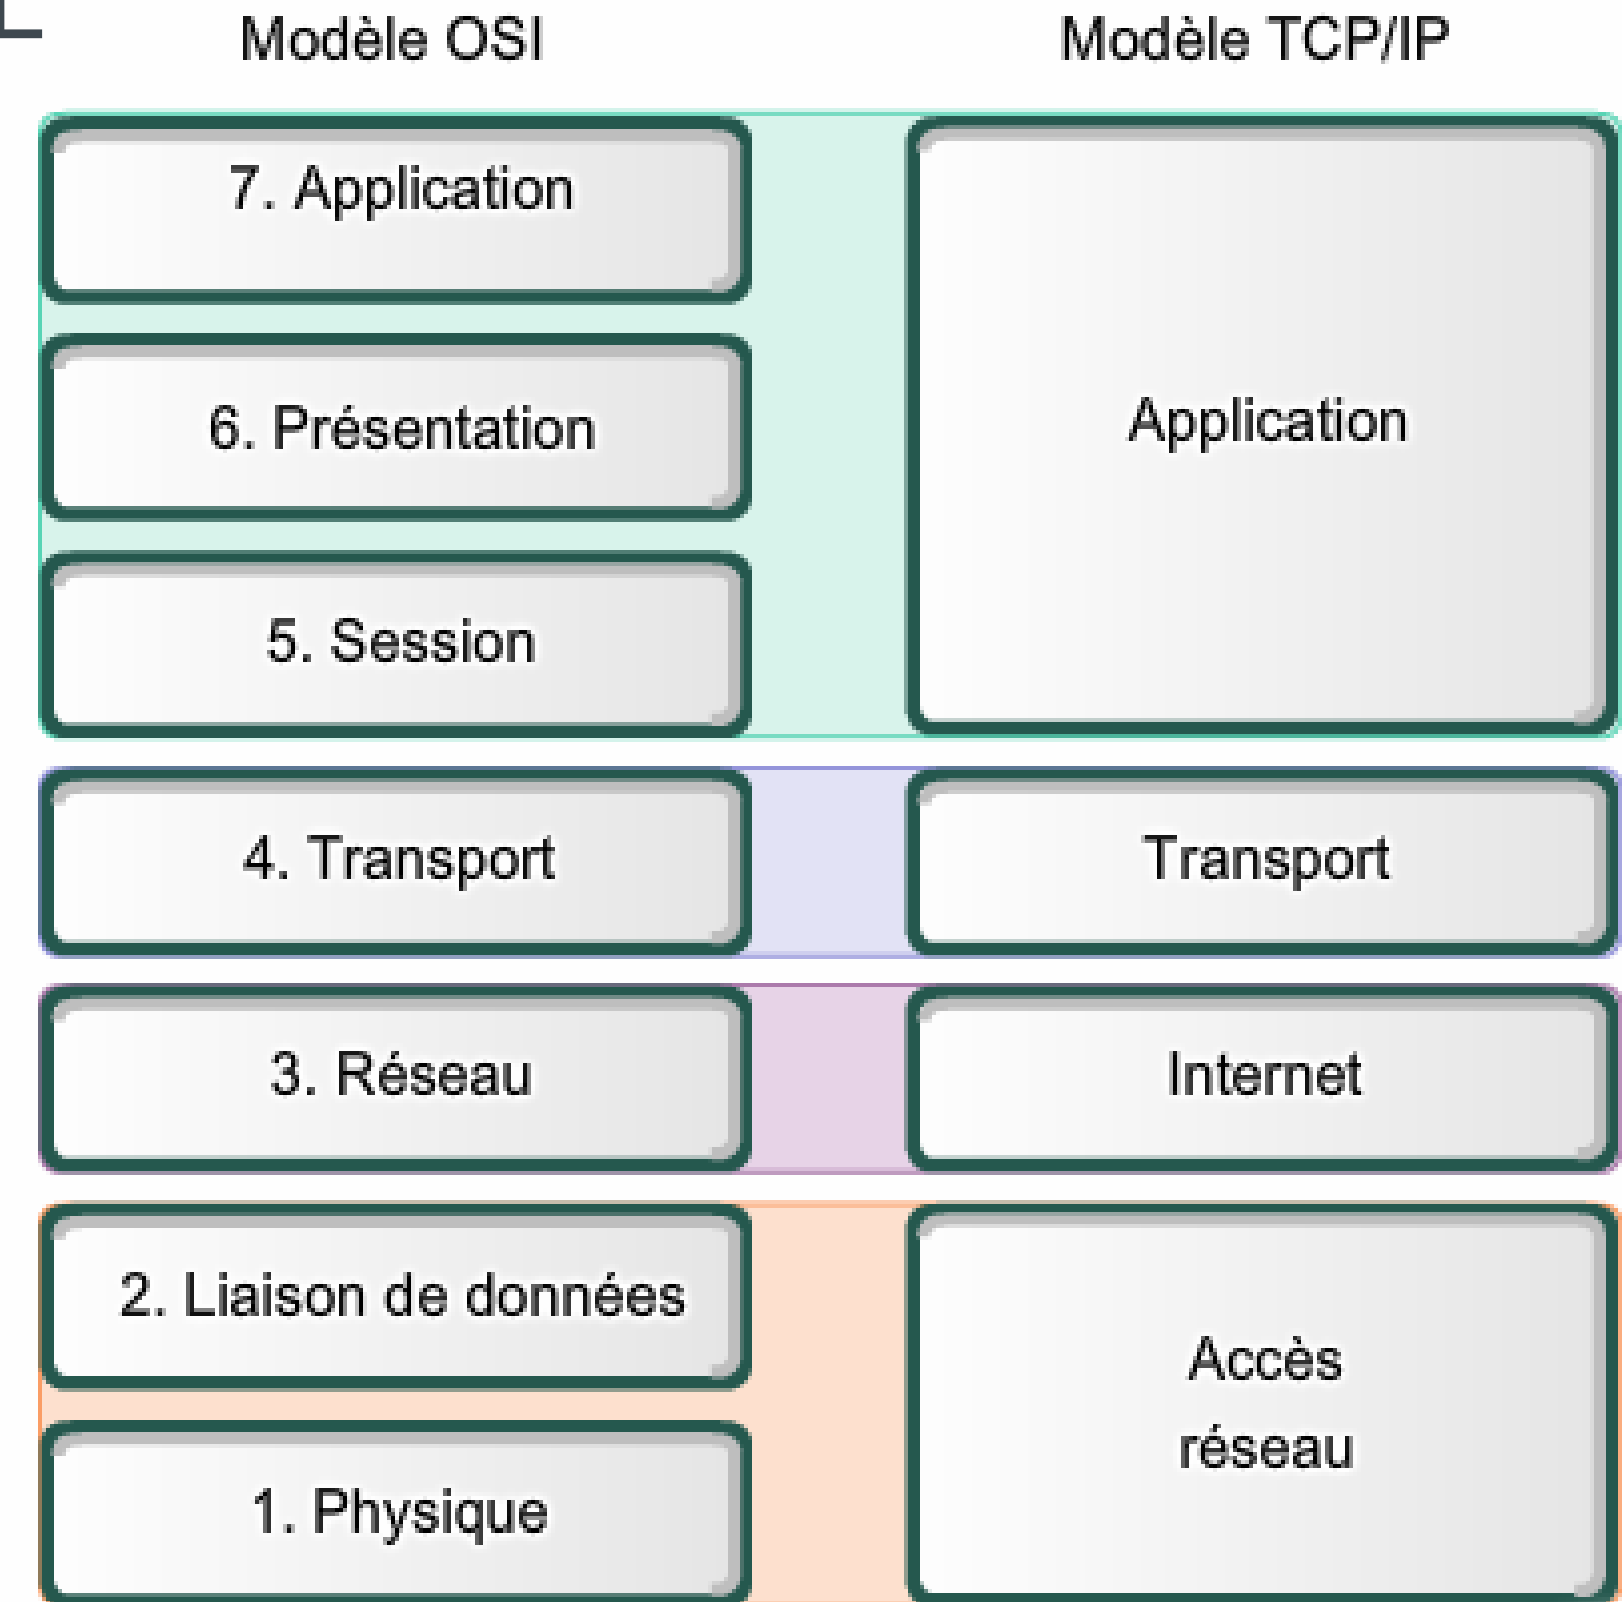 Modèle OSI
Modèle TCP/IP
7. Application
6. Présentation
5. Session
Application
4. Transport
Transport
3. Réseau
Internet
2. Liaison de données
1. Physique
Accès
réseau